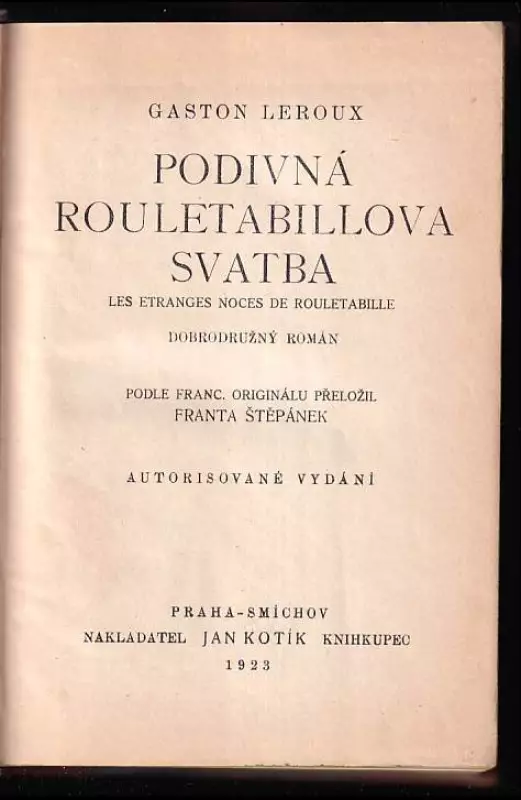 GASTON LEROUX
PODIVNÁ
ROULETABILLOVA
SVATBA
LES ETRANGES NOCES DE ROULETABILLE
DOBRODRUŽNÝ ROMÁN
PODLE FRANC. ORIGINÁLU PŘELOŽIL
FRANTA ŠTĚPÁNEK
AUTORISOVANÉ VYDÁNÍ
PRAHA-SMÍCHOV
NAKLADATEL JAN KOTÍK KNIHKUPEC
1923